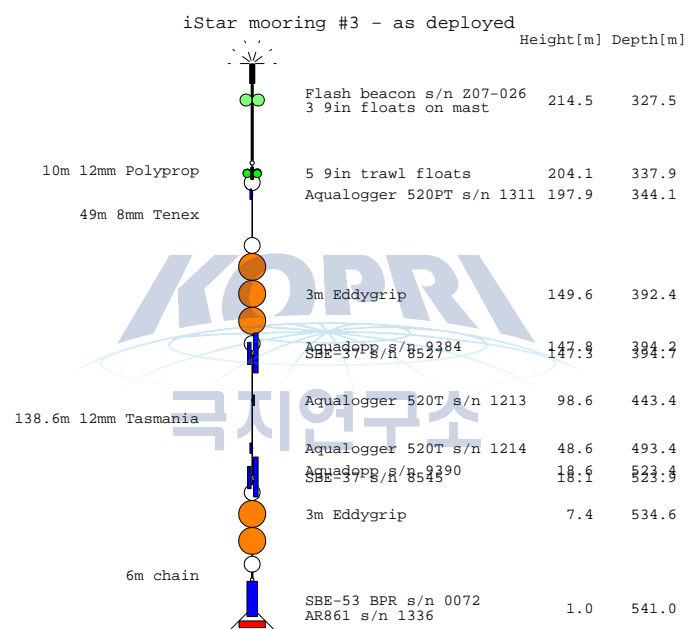 iStar mooring #3 - as deployed
Height[m] Depth[m]
Flash beacon s/n Z07-026
3 9in floats on mast 214.5 327.5
10m 12mm Polyprop
5 9in trawl floats 204.1 337.9
Aqualogger 520PT s/n 1311 197.9 344.1
49m 8mm Tenex
KOPRI
3m Eddygrip 149.6 392.4
Aquadopp s/n 9384 147.8 394.2
SBE-37 s/n 8527 147.3 394.7
극지연구소
Aqualogger 520T s/n 1213 98.6 443.4
138.6m 12mm Tasmania
Aqualogger 520T s/n 1214 48.6 493.4
Aquadopp s/n 9390 18.6 523.4
SBE-37 s/n 8545 18.1 523.9
3m Eddygrip 7.4 534.6
6m chain
SBE-53 BPR s/n 0072
AR861 s/n 1336 1.0 541.0